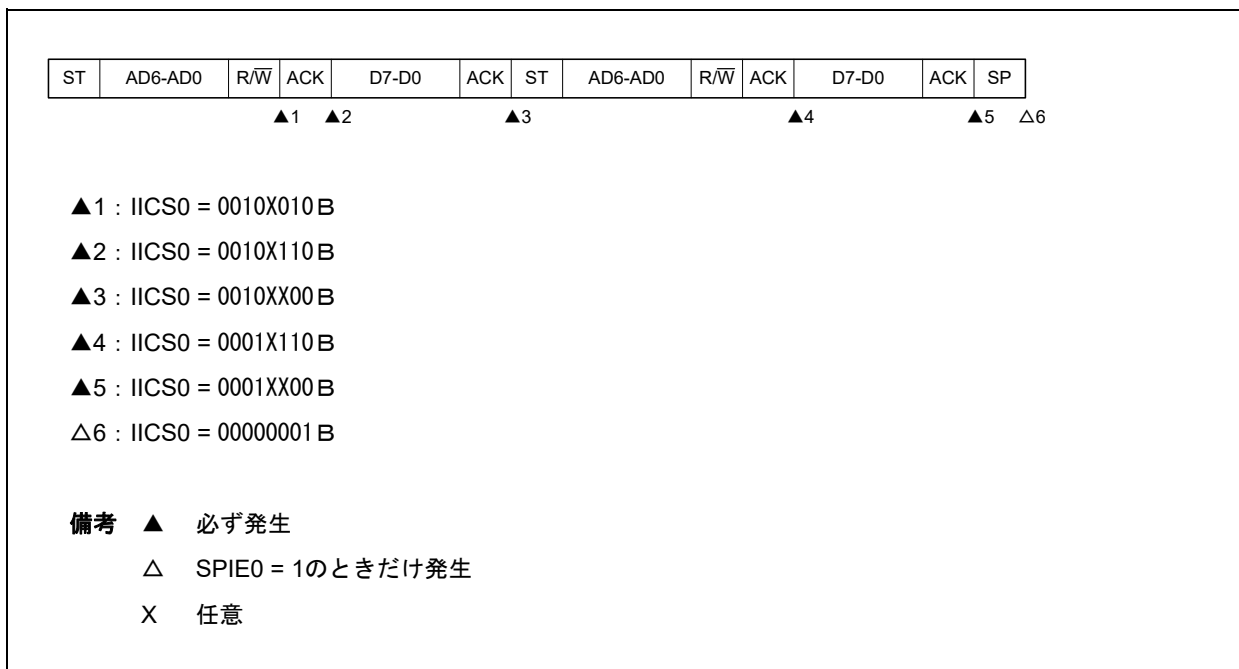 ST AD6-AD0 R/W̅ ACK D7-D0 ACK ST AD6-AD0 R/W̅ ACK D7-D0 ACK SP
▲1 ▲2 ▲3 ▲4 ▲5 △6
▲1：IICS0 = 0010X010B
▲2：IICS0 = 0010X110B
▲3：IICS0 = 0010XX00B
▲4：IICS0 = 0001X110B
▲5：IICS0 = 0001XX00B
△6：IICS0 = 00000001B
備考 ▲ 必ず発生
△ SPIE0 = 1のときだけ発生
X 任意